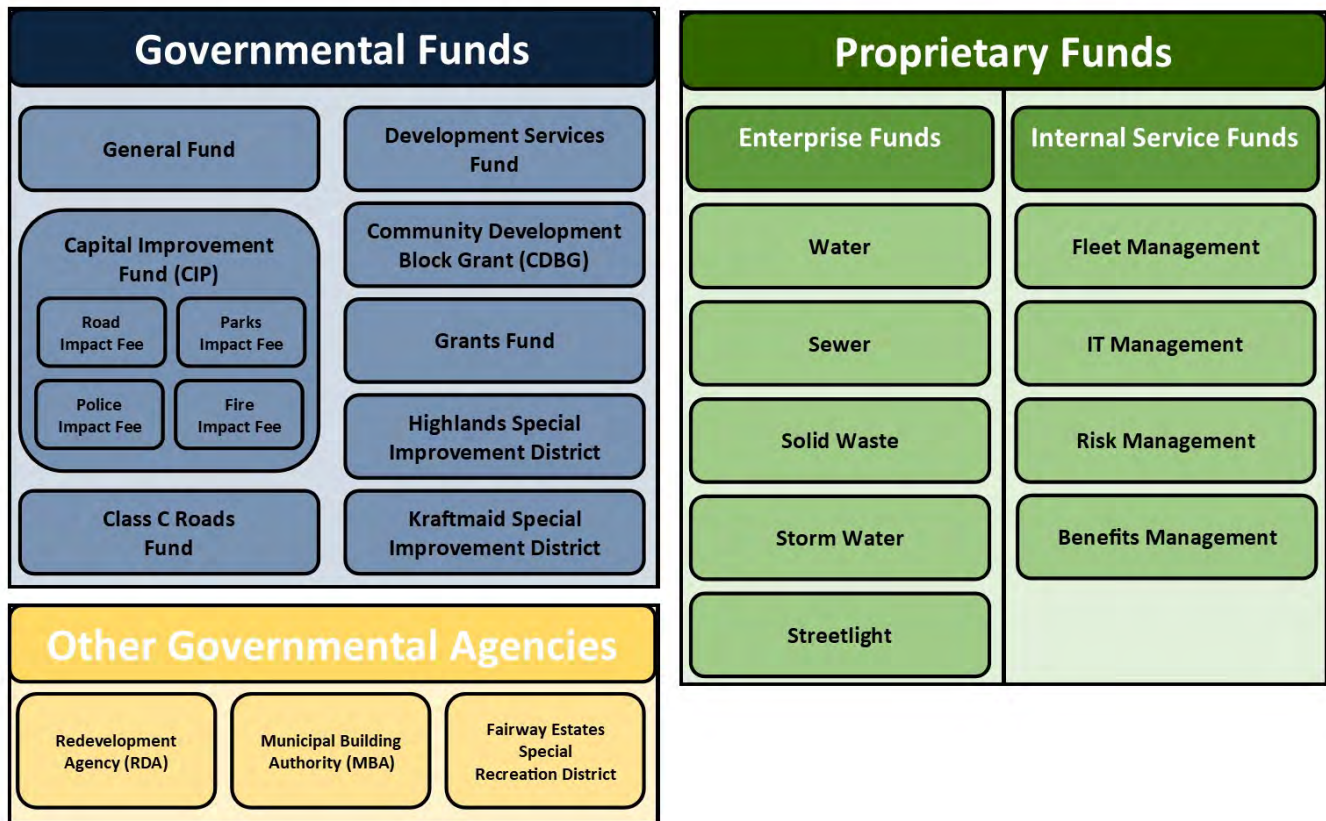 Governmental Funds
General Fund
Development Services
Fund
Capital Improvement
Fund (CIP)
Road
Impact Fee
Parks
Impact Fee
Police
Impact Fee
Fire
Impact Fee
Community Development
Block Grant (CDBG)
Grants Fund
Highlands Special
Improvement District
Class C Roads
Fund
Kraftmaid Special
Improvement District
Other Governmental Agencies
Redevelopment
Agency (RDA)
Municipal Building
Authority (MBA)
Fairway Estates
Special
Recreation District
Proprietary Funds
Enterprise Funds
Water
Sewer
Solid Waste
Storm Water
Streetlight
Internal Service Funds
Fleet Management
IT Management
Risk Management
Benefits Management